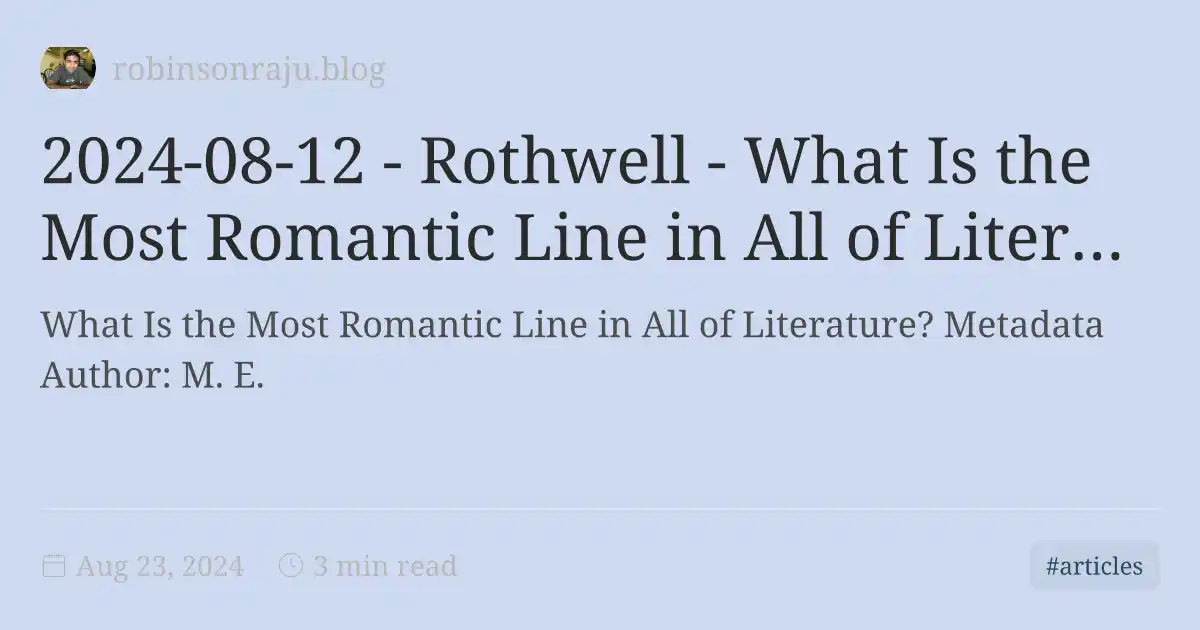 robinsonraju.blog
2024-08-12 - Rothwell - What Is the
Most Romantic Line in All of Liter...
What Is the Most Romantic Line in All of Literature? Metadata
Author: M. E.
Aug 23, 2024
3 min read
#articles